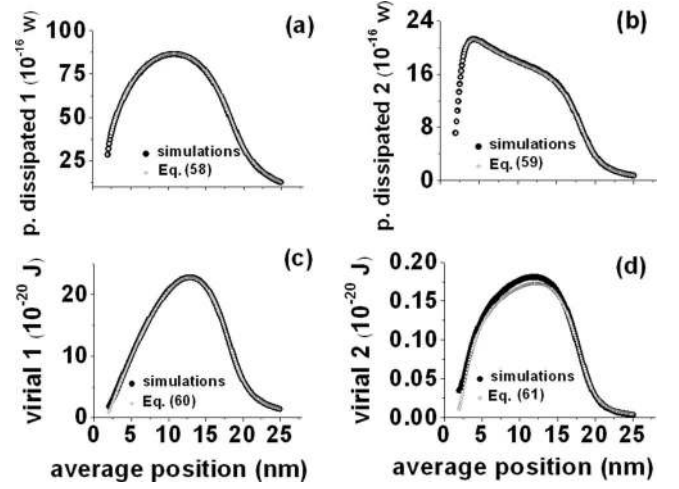 (a)
p. dissipated 1 (10⁻¹⁶ W)
100
75
50
25
simulations
Eq. (58)
(b)
p. dissipated 2 (10⁻¹⁶ W)
24
16
8
0
simulations
Eq. (59)
(c)
virial 1 (10⁻²⁰ J)
20
10
0
simulations
Eq. (60)
0 5 10 15 20 25
average position (nm)
(d)
virial 2 (10⁻²⁰ J)
0.20
0.15
0.10
0.05
0.00
simulations
Eq. (61)
0 5 10 15 20 25
average position (nm)